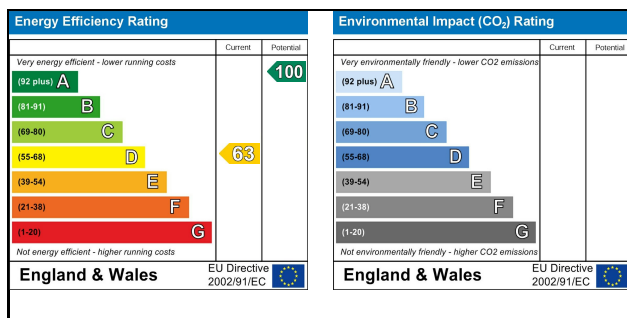 Energy Efficiency Rating
Current Potential
Very energy efficient - lower running costs
(92 plus) A
(81-91) B
(69-80) C
(55-68) D
(39-54) E
(21-38) F
(1-20) G
100
63
Not energy efficient - higher running costs
England & Wales
EU Directive
2002/91/EC
Environmental Impact (CO₂) Rating
Current Potential
Very environmentally friendly - lower CO2 emissions
(92 plus) A
(81-91) B
(69-80) C
(55-68) D
(39-54) E
(21-38) F
(1-20) G
Not environmentally friendly - higher CO2 emissions
England & Wales
EU Directive
2002/91/EC